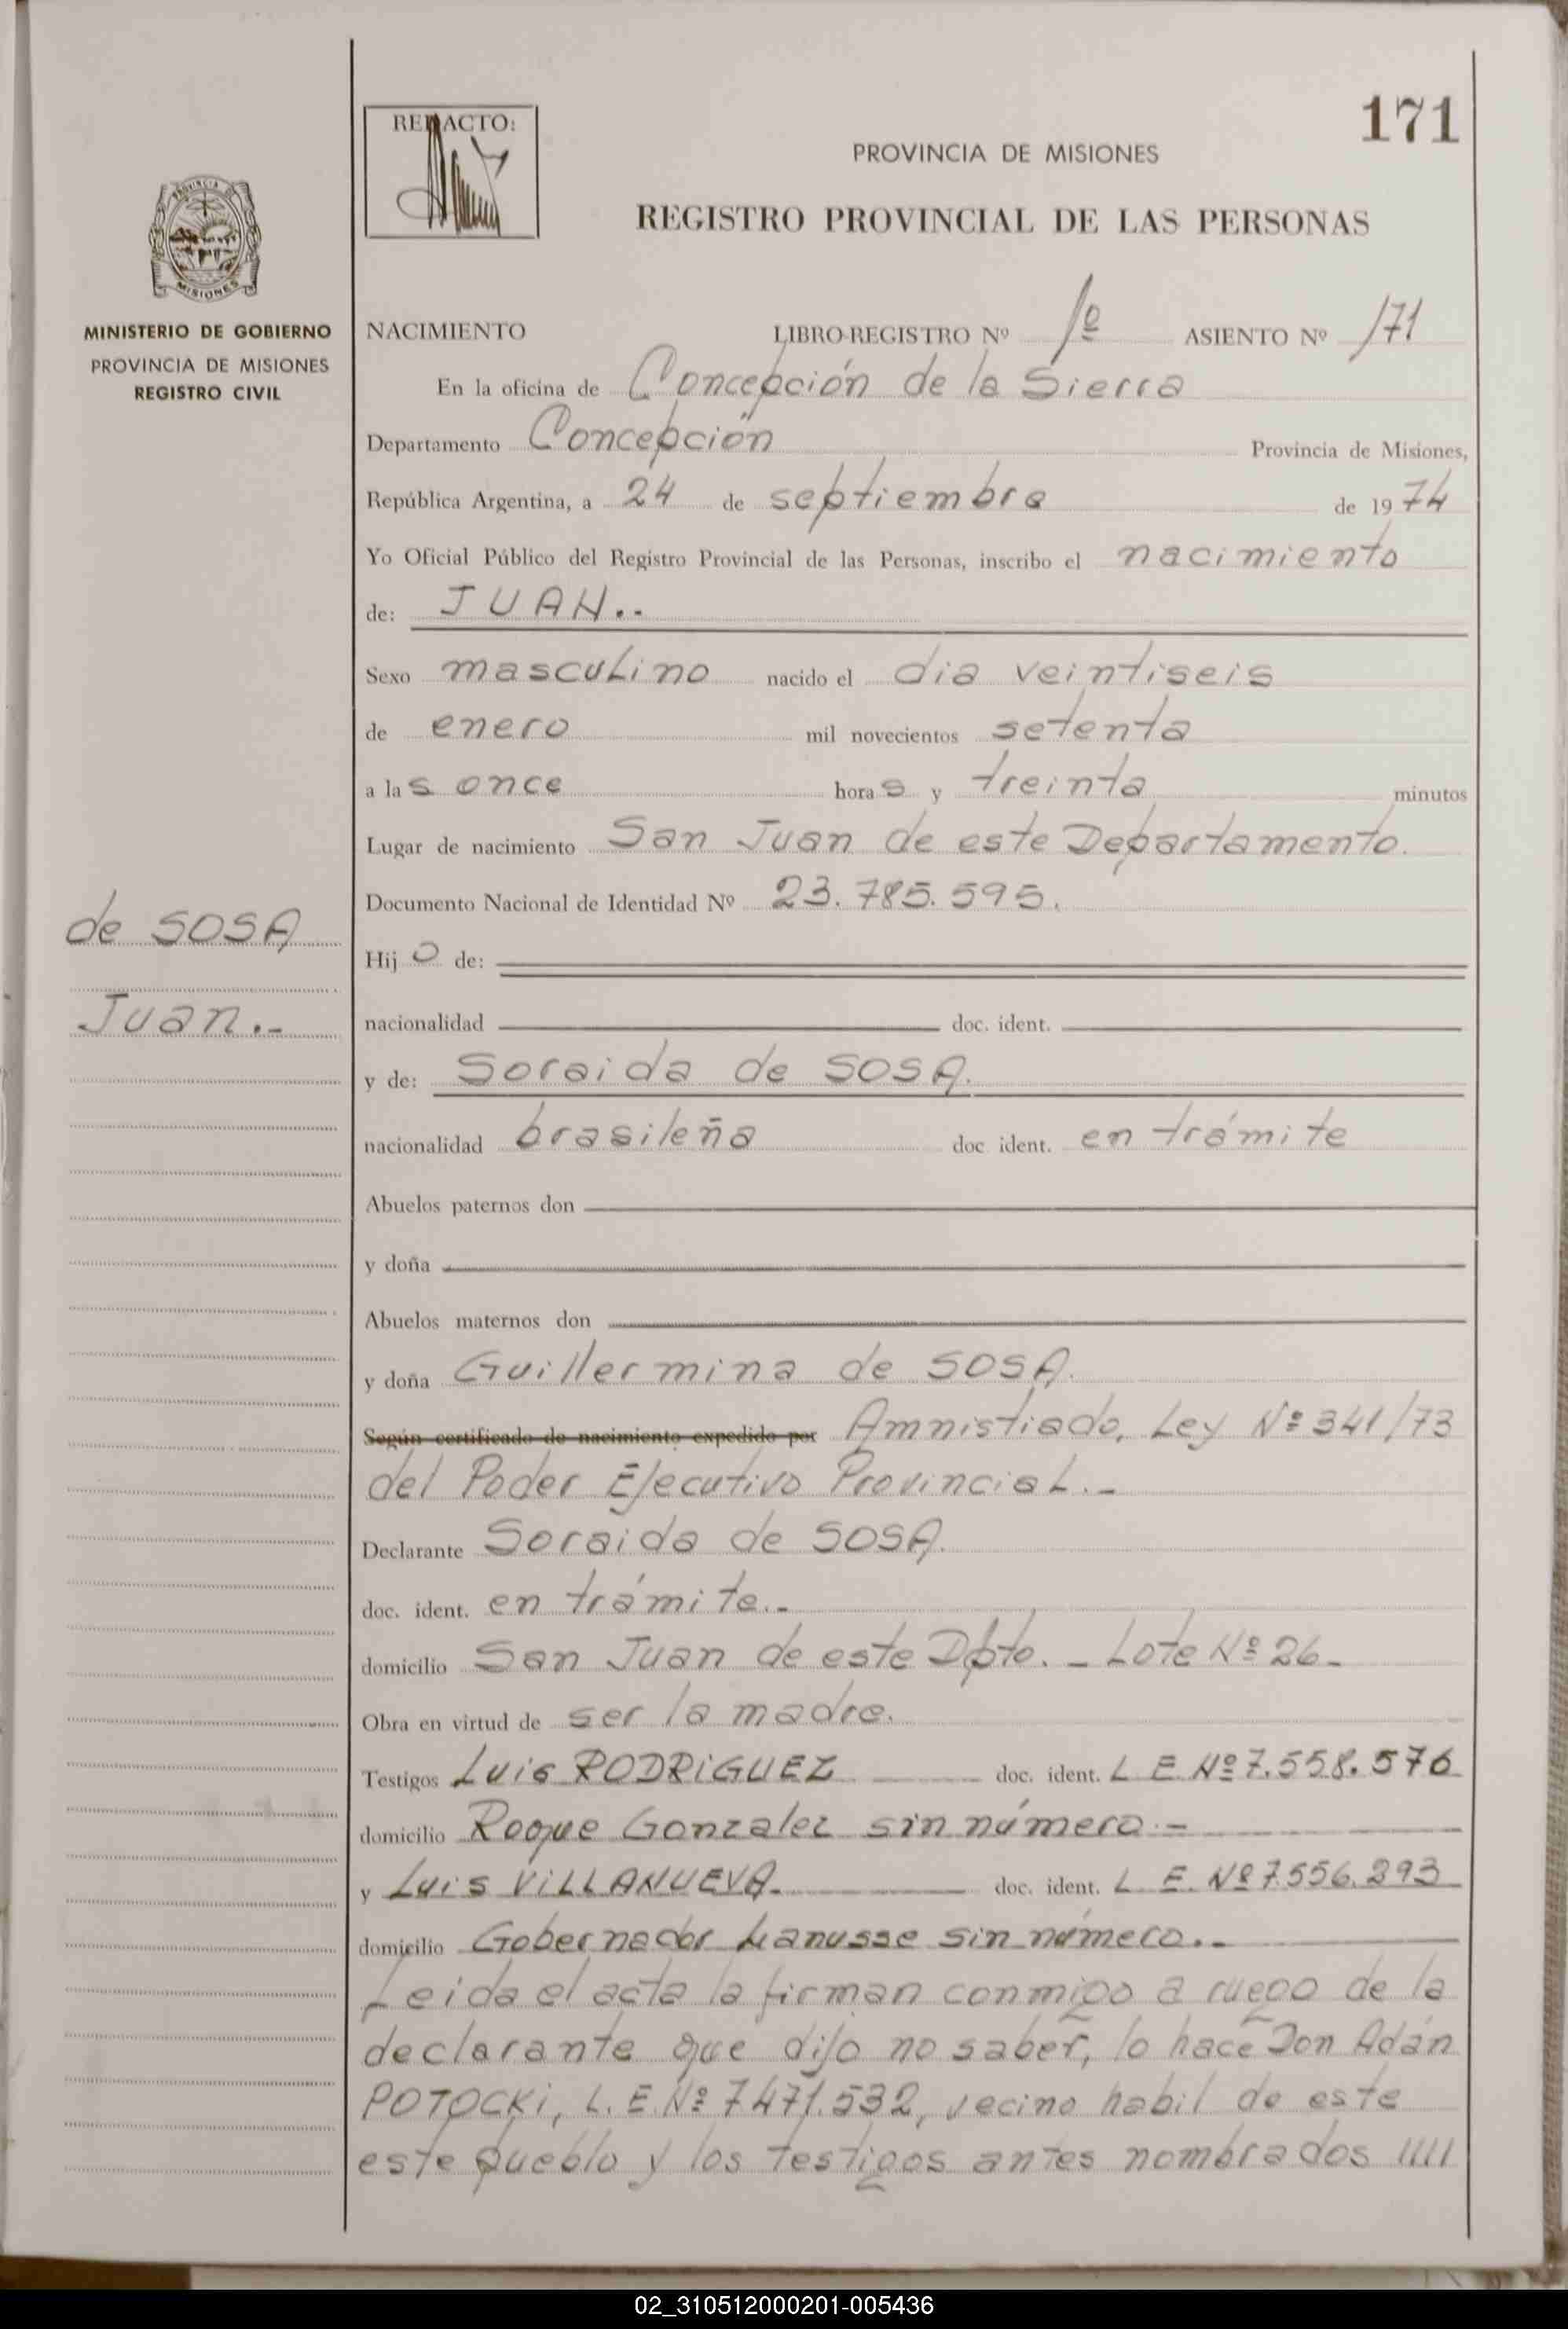 171
REDACTO:
PROVINCIA DE MISIONES
REGISTRO PROVINCIAL DE LAS PERSONAS
PROVINCIA DE
MISIONES
MINISTERIO DE GOBIERNO
PROVINCIA DE MISIONES
REGISTRO CIVIL
NACIMIENTO LIBRO-REGISTRO Nº 1º ASIENTO Nº 171
En la oficina de Concepción de la Sierra
Departamento Concepción Provincia de Misiones,
República Argentina, a 24 de septiembre de 1974
Yo Oficial Público del Registro Provincial de las Personas, inscribo el nacimiento
de: JUAN.-
Sexo masculino nacido el dia veintiseis
de enero mil novecientos setenta
a las once horas y treinta minutos
Lugar de nacimiento San Juan de este Departamento.
Documento Nacional de Identidad Nº 23.785.595.
de SOSA
Juan.-
Hijo de:
nacionalidad doc. ident.
y de: Soraida de SOSA.
nacionalidad brasileña doc ident. en trámite
Abuelos paternos don
y doña
Abuelos maternos don
y doña Guillermina de SOSA.
Según certificado de nacimiento expedido por Amnistiado, Ley Nº 341/73
del Poder Ejecutivo Provincial.-
Declarante Soraida de SOSA.
doc. ident. en trámite.-
domicilio San Juan de este Dpto. - Lote Nº 26-
Obra en virtud de ser la madre.
Testigos Luis RODRIGUEZ doc. ident. L E Nº 7.558.576
domicilio Roque Gonzalez sin número.-
y Luis VILLANUEVA. doc. ident. L. E. Nº 7.556.393
domicilio Gobernador Lanusse sin número.-
Leida el acta la firman conmigo a ruego de la
declarante que dijo no saber, lo hace Don Adán
POTOCKI, L. E. Nº 7.471.532, vecino habil de este
este pueblo y los testigos antes nombrados ////
02_310512000201-005436